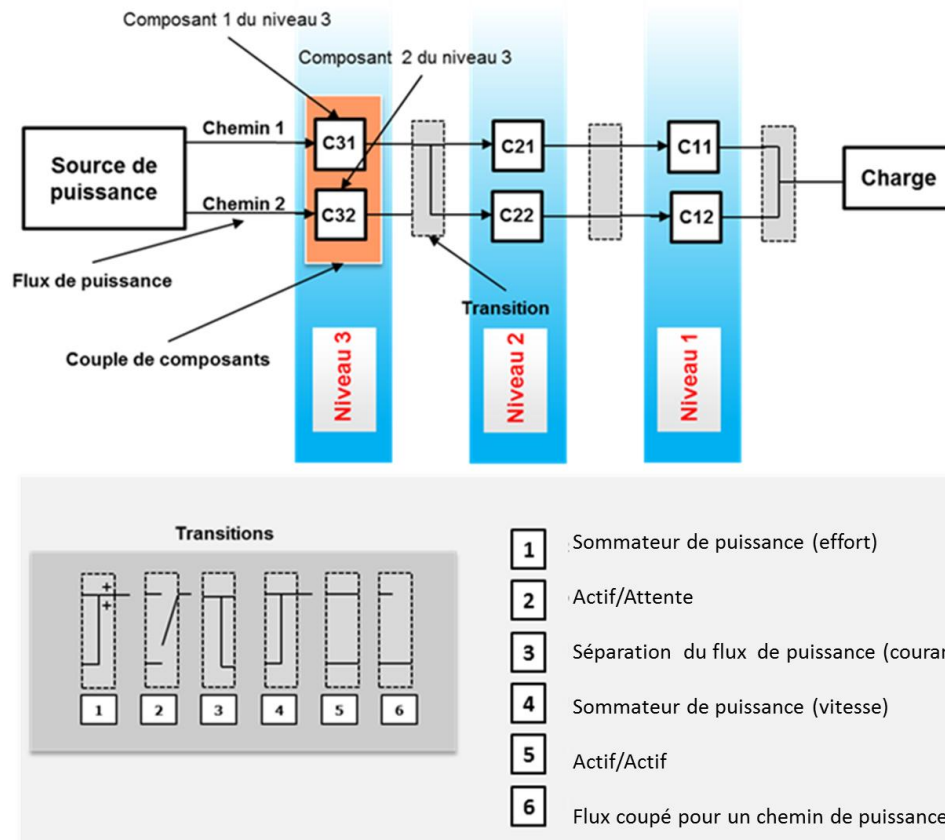 Composant 1 du niveau 3
Composant 2 du niveau 3
Source de
puissance
Chemin 1
Chemin 2
C31
C32
C21
C22
C11
C12
Charge
Flux de puissance
Transition
Couple de composants
Niveau 3
Niveau 2
Niveau 1
Transitions
+
+
1
2
3
4
5
6
1 Sommateur de puissance (effort)
2 Actif/Attente
3 Séparation du flux de puissance (couran
4 Sommateur de puissance (vitesse)
5 Actif/Actif
6 Flux coupé pour un chemin de puissance